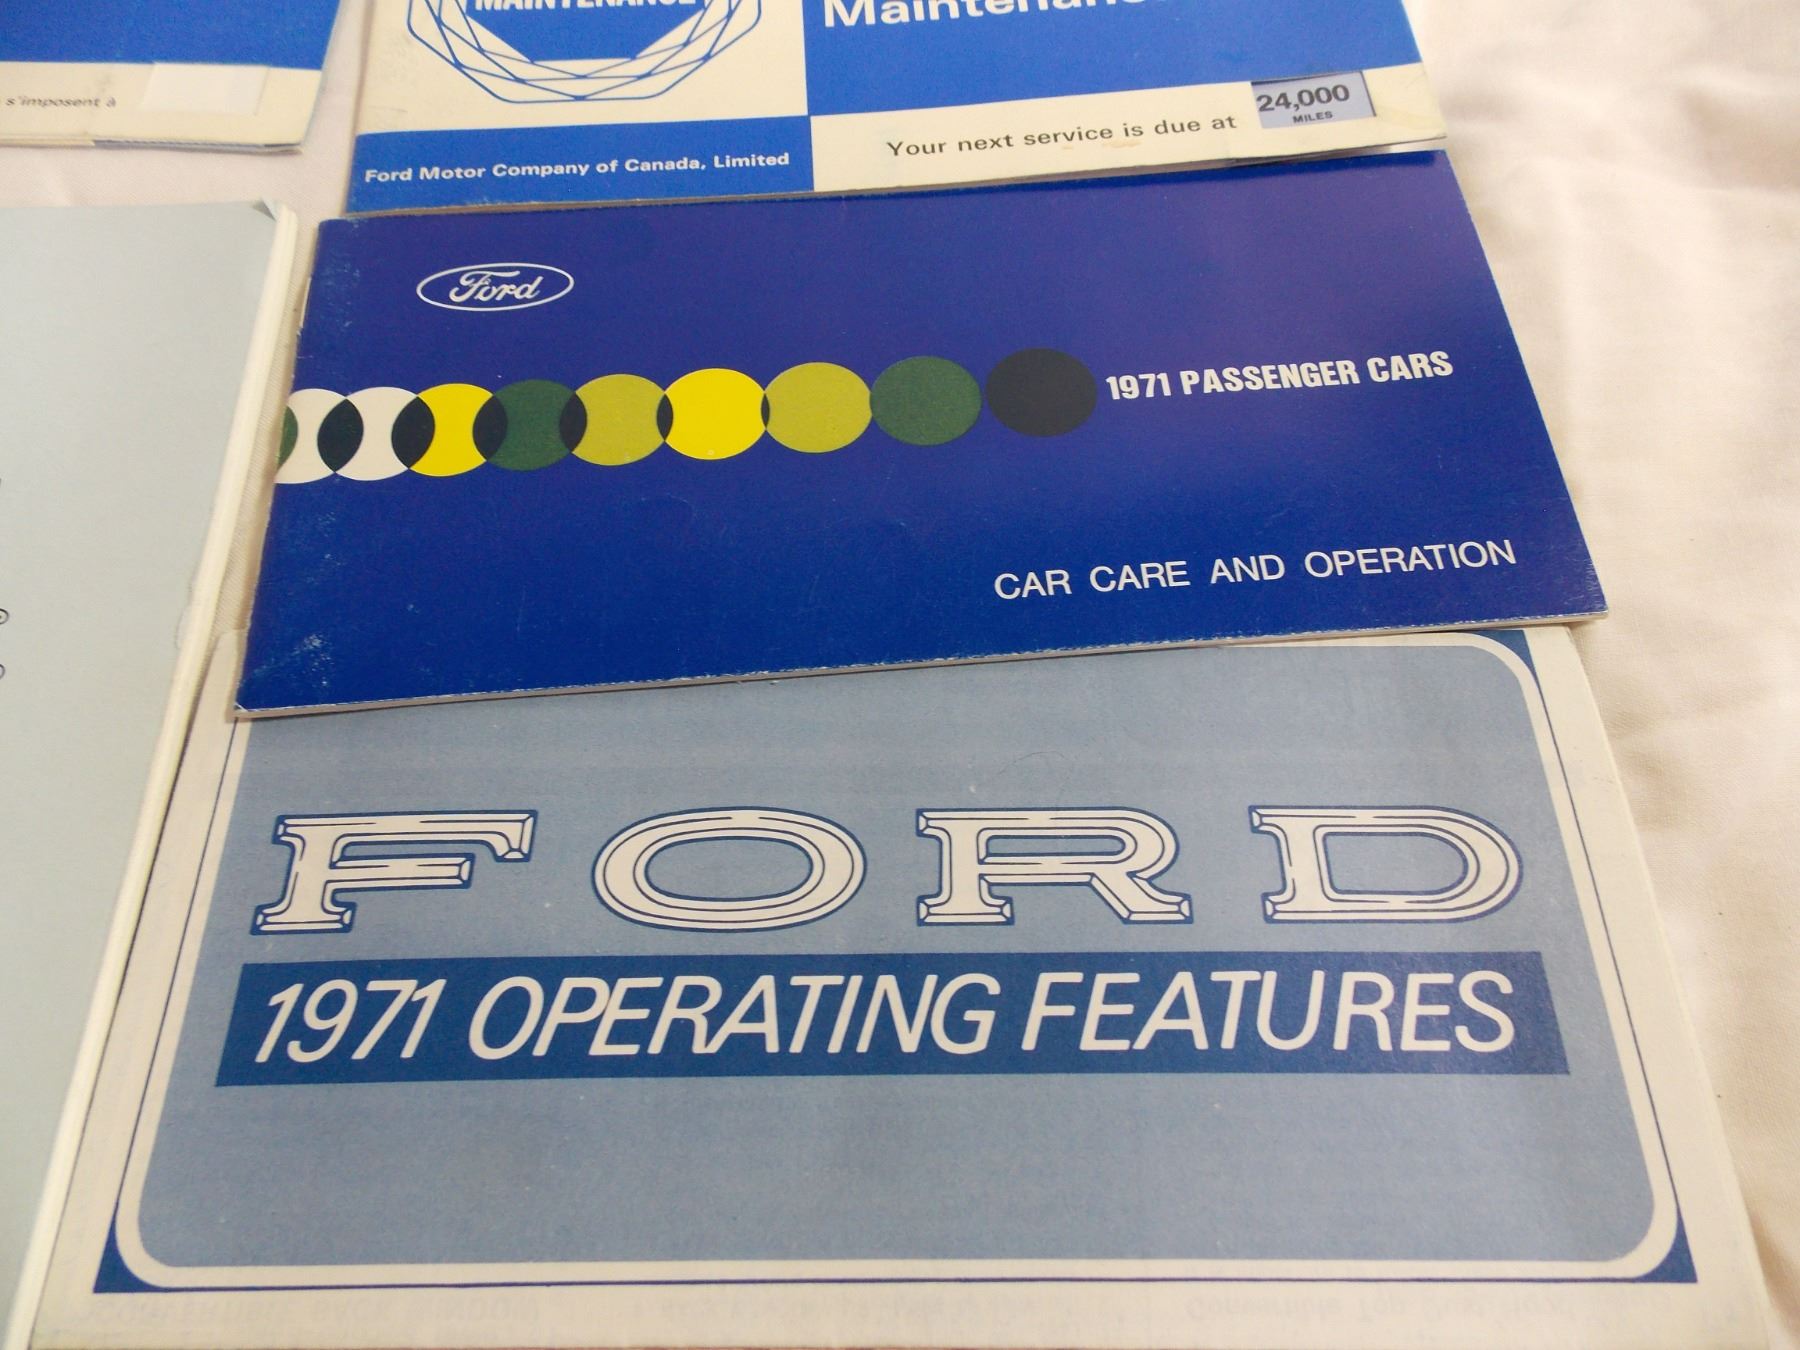 MAINTENANCE
Maintenance
s'imposent à
24,000
MILES
Your next service is due at
Ford Motor Company of Canada, Limited
Ford
1971 PASSENGER CARS
CAR CARE AND OPERATION
FORD
1971 OPERATING FEATURES